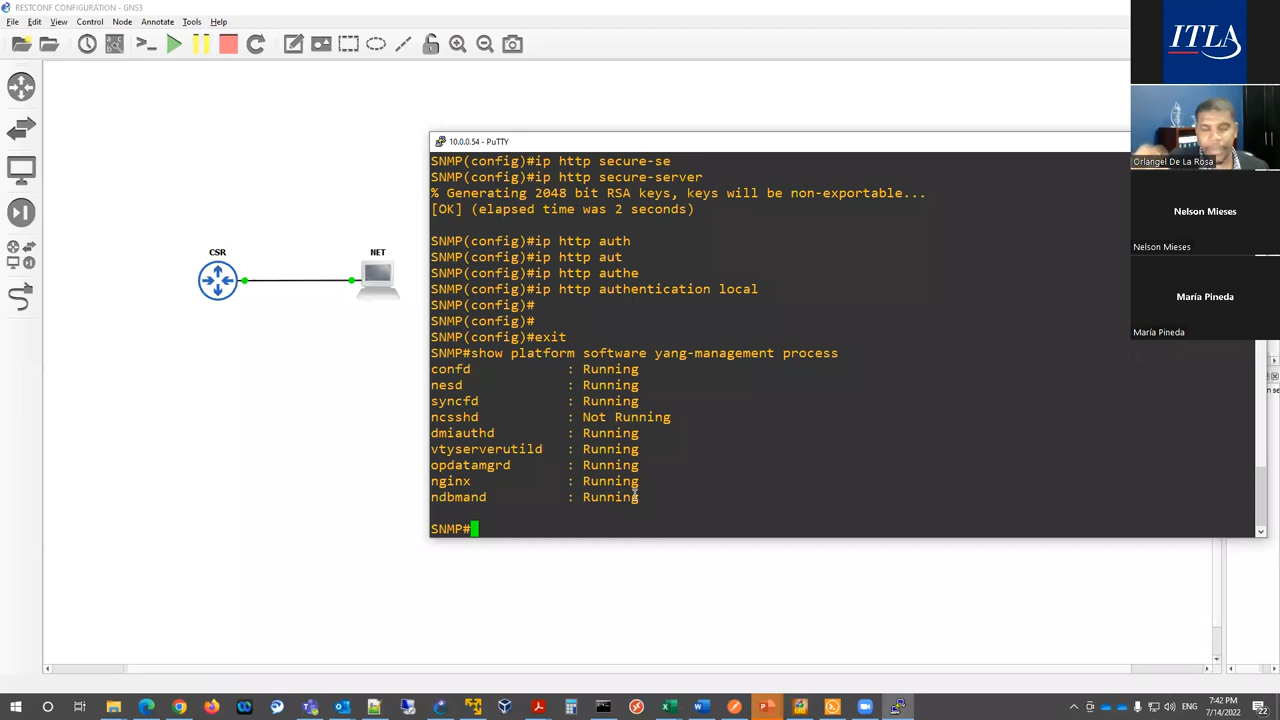 RESTCONF CONFIGURATION - GNS3
File Edit View Control Node Annotate Tools Help
ITLA
Orlangel De La Rosa
Nelson Mieses
Nelson Mieses
María Pineda
María Pineda
CSR
NET
10.0.0.54 - PuTTY
SNMP(config)#ip http secure-se
SNMP(config)#ip http secure-server
% Generating 2048 bit RSA keys, keys will be non-exportable...
[OK] (elapsed time was 2 seconds)
SNMP(config)#ip http auth
SNMP(config)#ip http aut
SNMP(config)#ip http authe
SNMP(config)#ip http authentication local
SNMP(config)#
SNMP(config)#
SNMP(config)#exit
SNMP#show platform software yang-management process
confd : Running
nesd : Running
syncfd : Running
ncsshd : Not Running
dmiauthd : Running
vtyserverutild : Running
opdatamgrd : Running
nginx : Running
ndbmand : Running
SNMP#
ENG
7:42 PM
7/14/2022
22